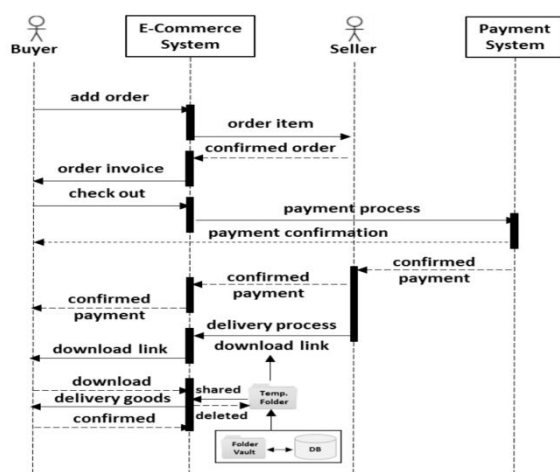 Buyer
E-Commerce
System
Seller
Payment
System
add order
order item
confirmed order
order invoice
check out
payment process
payment confirmation
confirmed
payment
confirmed
payment
confirmed
payment
delivery process
download link
download link
download
delivery goods
confirmed
shared
deleted
Temp.
Folder
Folder
Vault
DB